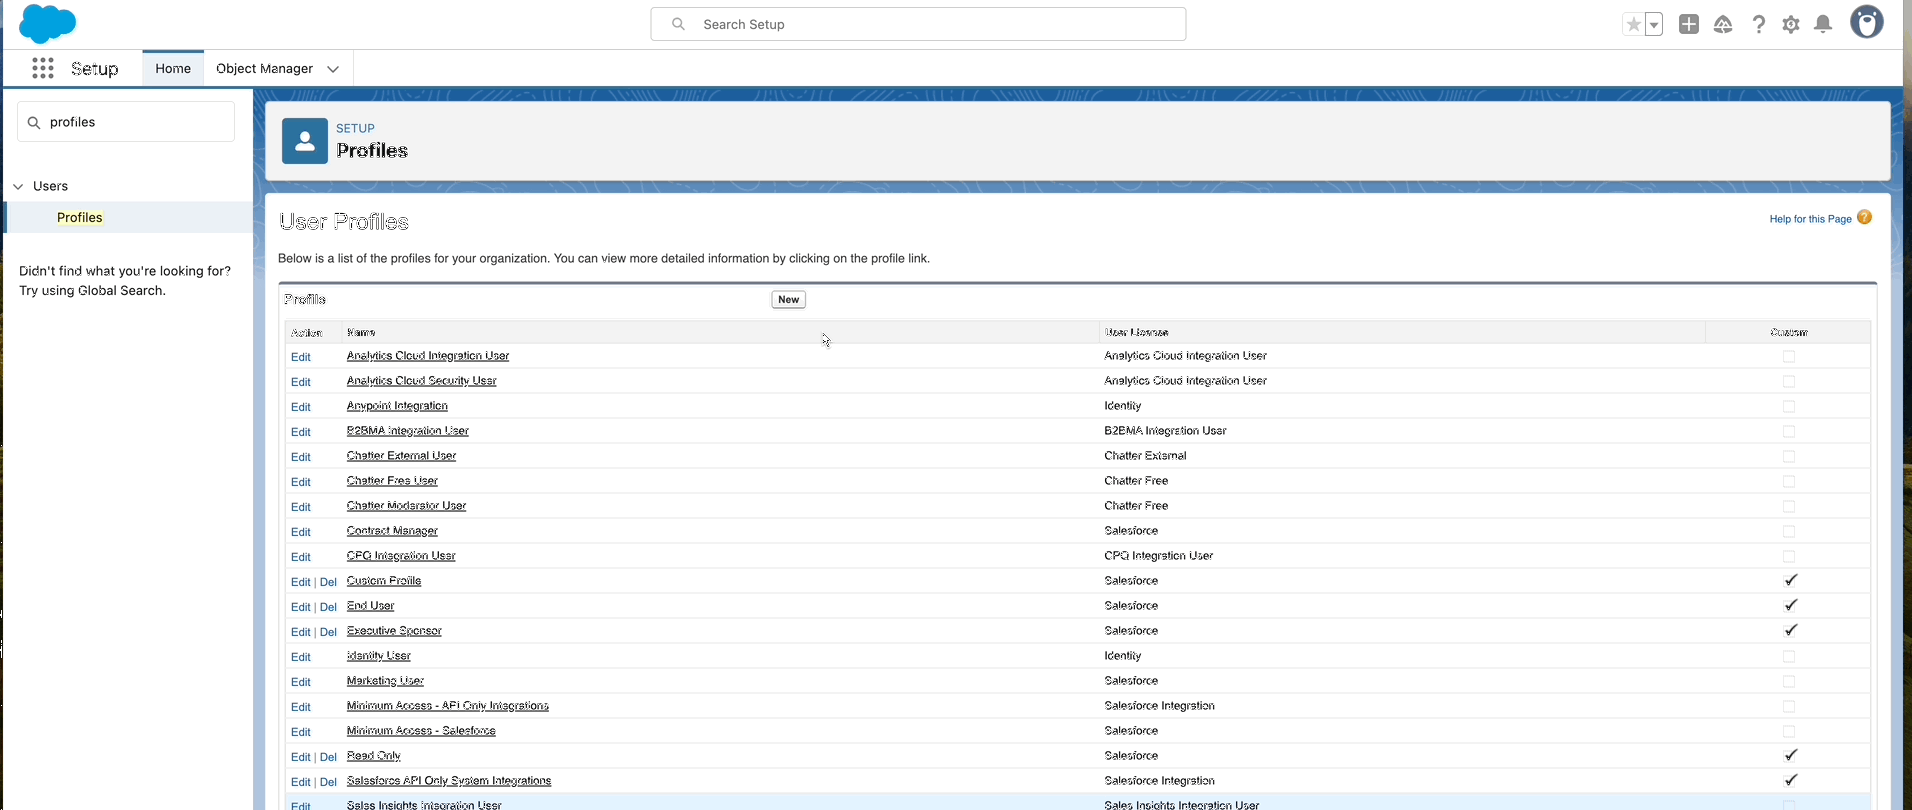 Search Setup
Setup
Home
Object Manager
profiles
Users
Profiles
Didn't find what you're looking for?
Try using Global Search.
SETUP
Profiles
User Profiles
Help for this Page
Below is a list of the profiles for your organization. You can view more detailed information by clicking on the profile link.
Profile New
Action Name User License Custom
Edit Analytics Cloud Integration User Analytics Cloud Integration User
Edit Analytics Cloud Security User Analytics Cloud Integration User
Edit Anypoint Integration Identity
Edit B2BMA Integration User B2BMA Integration User
Edit Chatter External User Chatter External
Edit Chatter Free User Chatter Free
Edit Chatter Moderator User Chatter Free
Edit Contract Manager Salesforce
Edit CPQ Integration User CPQ Integration User
Edit | Del Custom Profile Salesforce
Edit | Del End User Salesforce
Edit | Del Executive Sponsor Salesforce
Edit Identity User Identity
Edit Marketing User Salesforce
Edit Minimum Access - API Only Integrations Salesforce Integration
Edit Minimum Access - Salesforce Salesforce
Edit | Del Read Only Salesforce
Edit | Del Salesforce API Only System Integrations Salesforce Integration
Edit Sales Insights Integration User Sales Insights Integration User